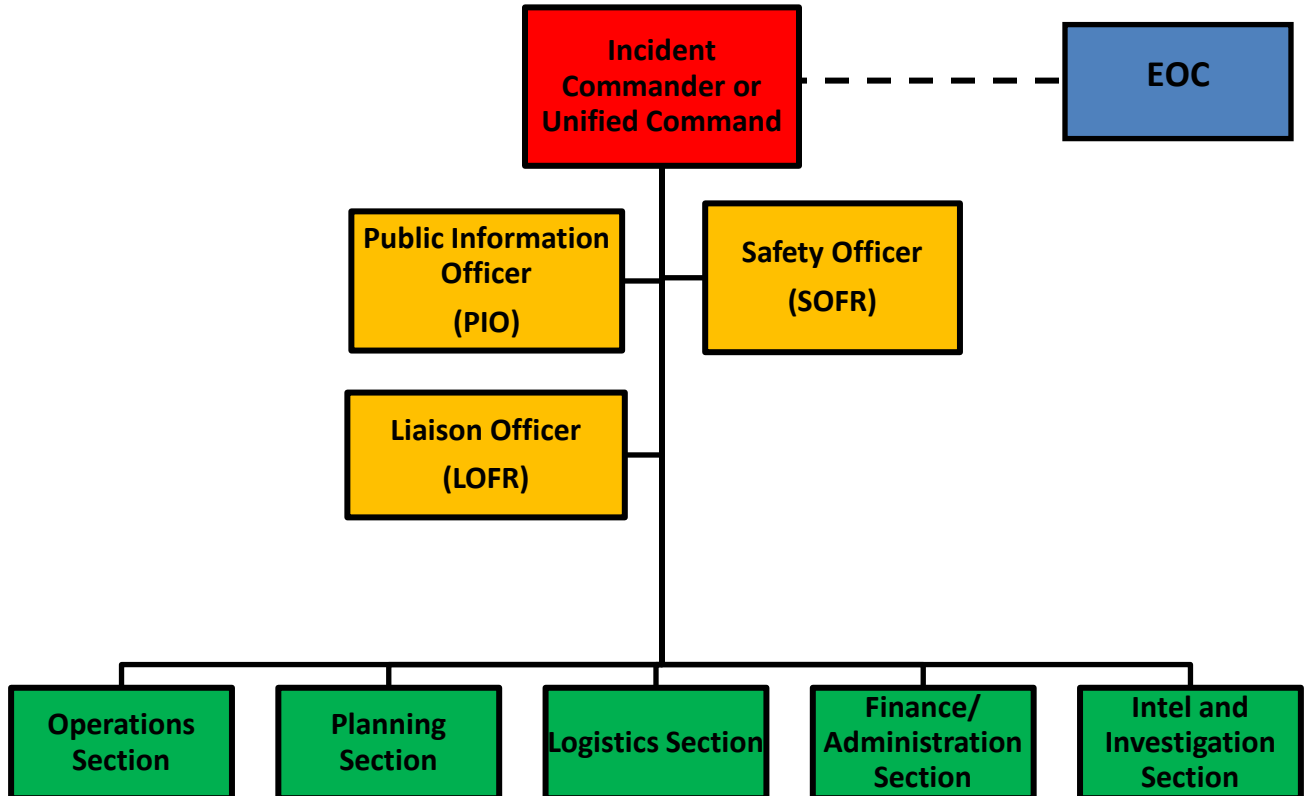 Incident
Commander or
Unified Command
EOC
Public Information
Officer
(PIO)
Safety Officer
(SOFR)
Liaison Officer
(LOFR)
Operations
Section
Planning
Section
Logistics Section
Finance/
Administration
Section
Intel and
Investigation
Section